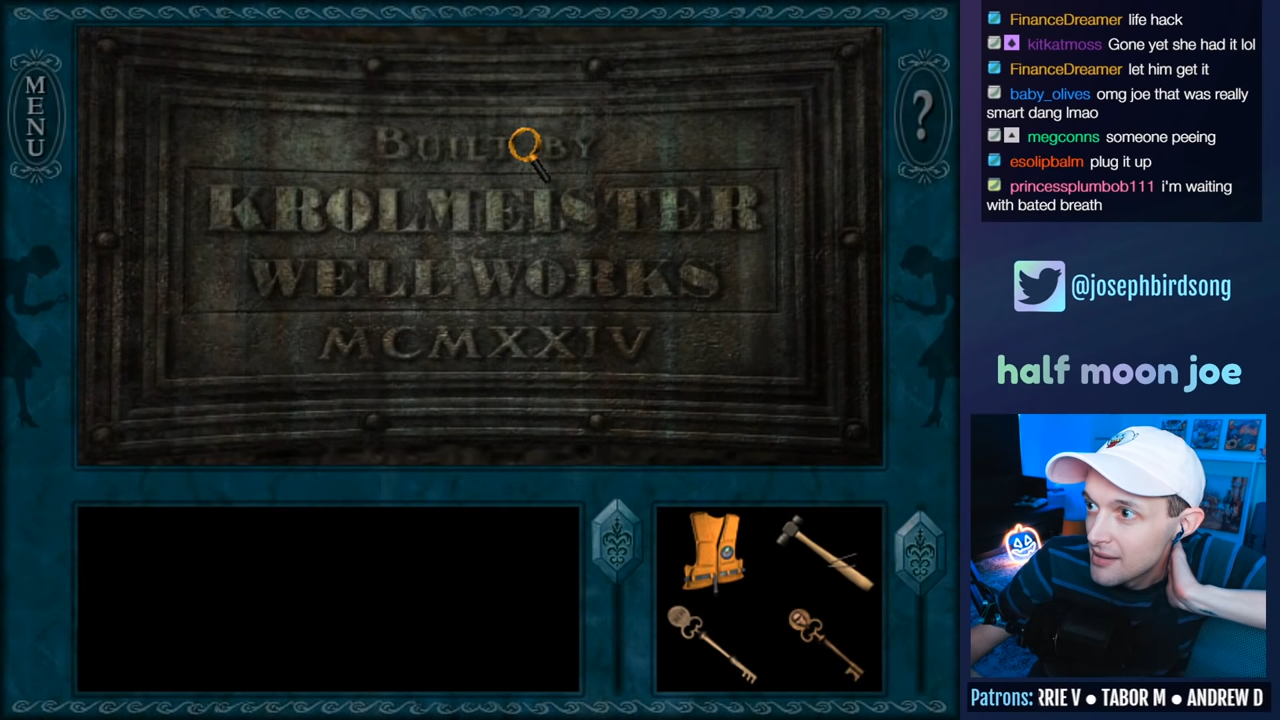 MENU
BUILT BY
KROLMEISTER
WELL WORKS
MCMXXIV
?
FinanceDreamer life hack
kitkatmoss Gone yet she had it lol
FinanceDreamer let him get it
baby_olives omg joe that was really
smart dang lmao
megconns someone peeing
esolipbalm plug it up
princessplumbob111 i'm waiting
with bated breath
@josephbirdsong
half moon joe
Patrons: RRIE V ● TABOR M ● ANDREW D